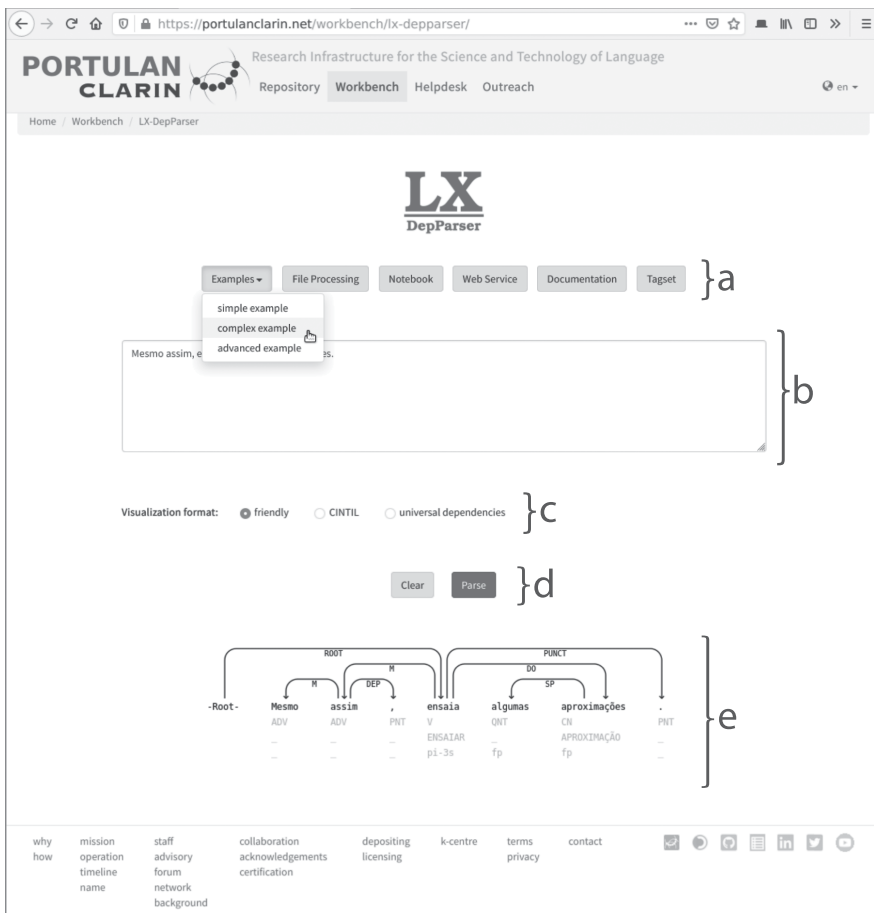 https://portulanclarin.net/workbench/lx-depparser/
PORTULAN
CLARIN
Research Infrastructure for the Science and Technology of Language
Repository Workbench Helpdesk Outreach
en
Home / Workbench / LX-DepParser
LX
DepParser
Examples File Processing Notebook Web Service Documentation Tagset
a
simple example
complex example
advanced example
Mesmo assim, e es.
b
Visualization format: friendly CINTIL universal dependencies
c
Clear Parse
d
ROOT PUNCT
M DO
M DEP SP
-Root- Mesmo assim , ensaia algumas aproximações .
ADV ADV PNT V QNT CN PNT
_ _ _ ENSAIAR _ APROXIMAÇÃO _
_ _ _ pi-3s fp fp _
e
why mission staff collaboration depositing k-centre terms contact
how operation advisory acknowledgements licensing privacy
timeline forum certification
name network
background